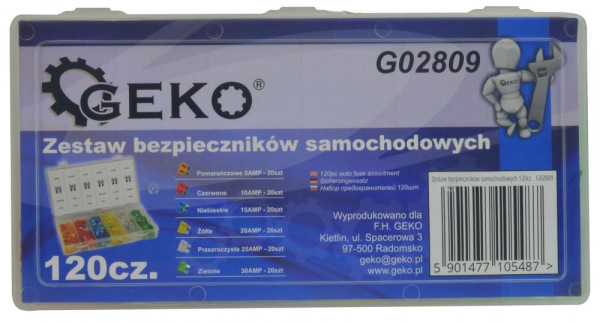 GEKO®
G02809
GEKO
Zestaw bezpieczników samochodowych
Pomarańczowe 5AMP - 20szt
Czerwone 10AMP - 20szt
Niebieskie 15AMP - 20szt
Żółte 20AMP - 20szt
Przezroczyste 25AMP - 20szt
Zielone 30AMP - 20szt
120pc auto fuse assortment
Sicherungensatz
Набор предохранителей 120шт
Zestaw bezpieczników samochodowych 120cz. G02809
Wyprodukowano dla
F.H. GEKO
Kietlin, ul. Spacerowa 3
97-500 Radomsko
geko@geko.pl
www.geko.pl
120cz.
5 901477 105487 >